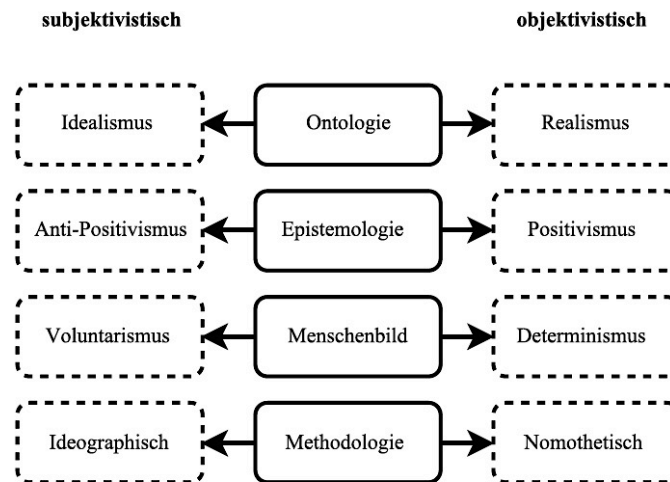 subjektivistisch objektivistisch
Idealismus Ontologie Realismus
Anti-Positivismus Epistemologie Positivismus
Voluntarismus Menschenbild Determinismus
Ideographisch Methodologie Nomothetisch